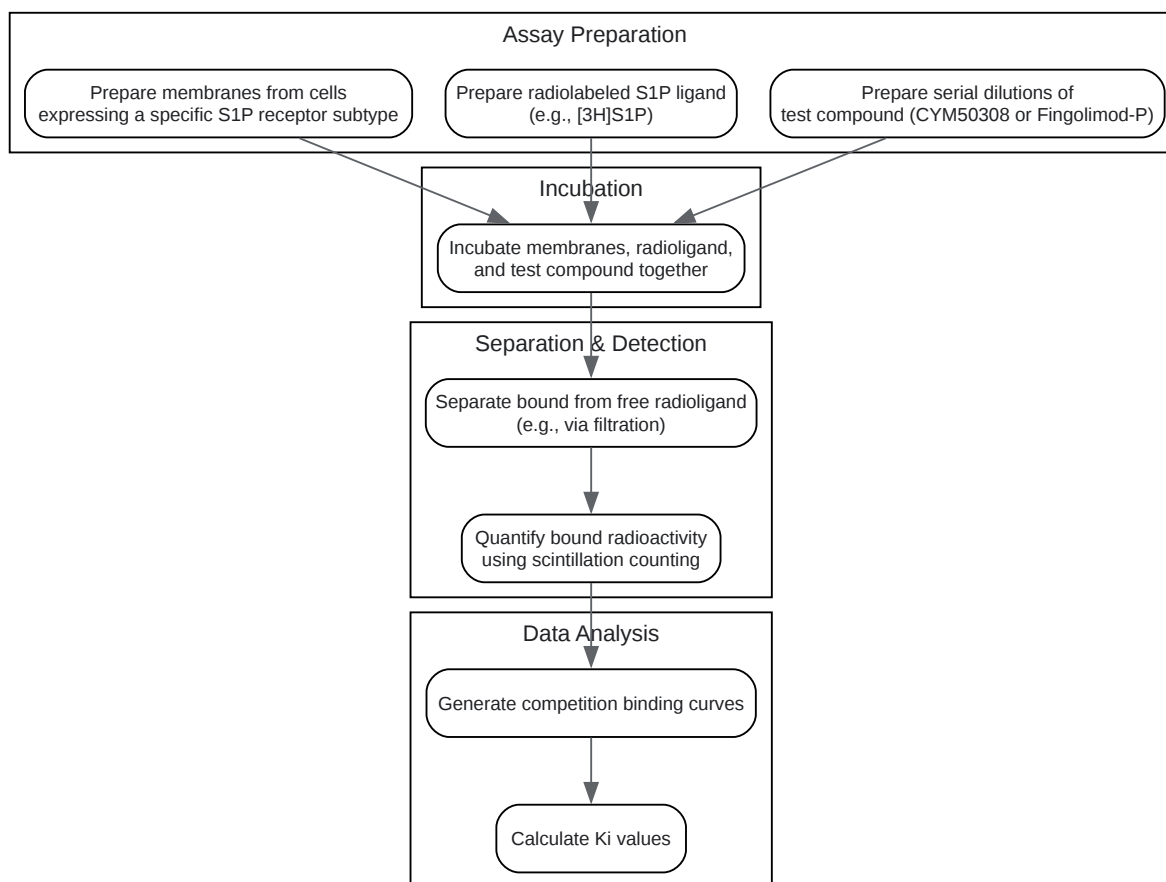 Assay Preparation
Prepare membranes from cells
expressing a specific S1P receptor subtype
Prepare radiolabeled S1P ligand
(e.g., [3H]S1P)
Prepare serial dilutions of
test compound (CYM50308 or Fingolimod-P)
Incubation
Incubate membranes, radioligand,
and test compound together
Separation & Detection
Separate bound from free radioligand
(e.g., via filtration)
Quantify bound radioactivity
using scintillation counting
Data Analysis
Generate competition binding curves
Calculate Ki values